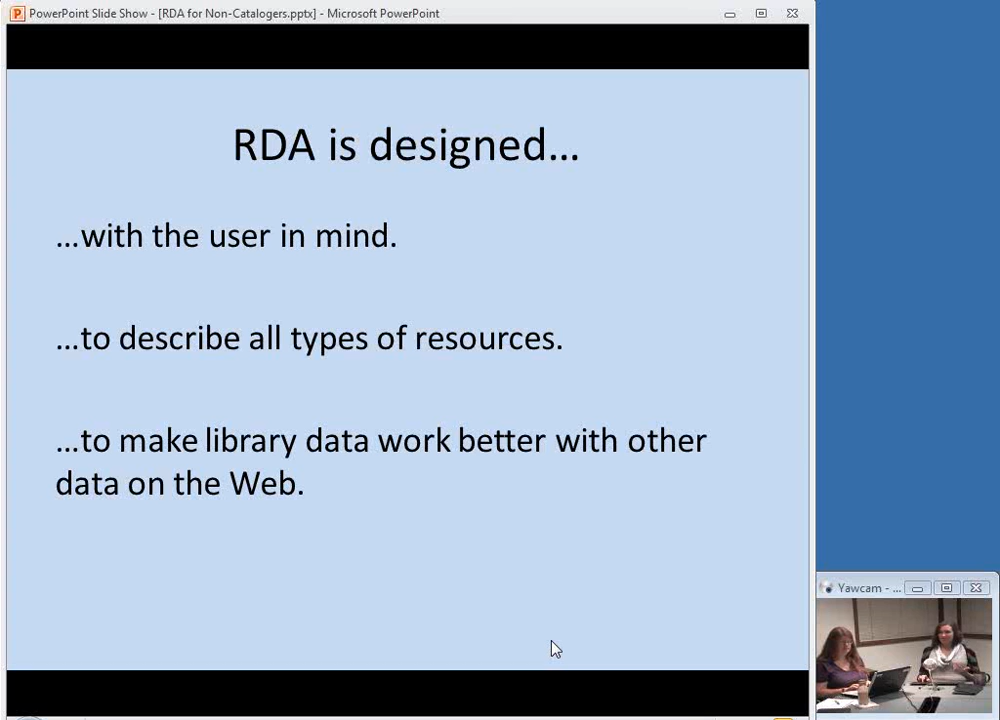 PowerPoint Slide Show - [RDA for Non-Catalogers.pptx] - Microsoft PowerPoint
RDA is designed...
...with the user in mind.
...to describe all types of resources.
...to make library data work better with other
data on the Web.
Yawcam - ...